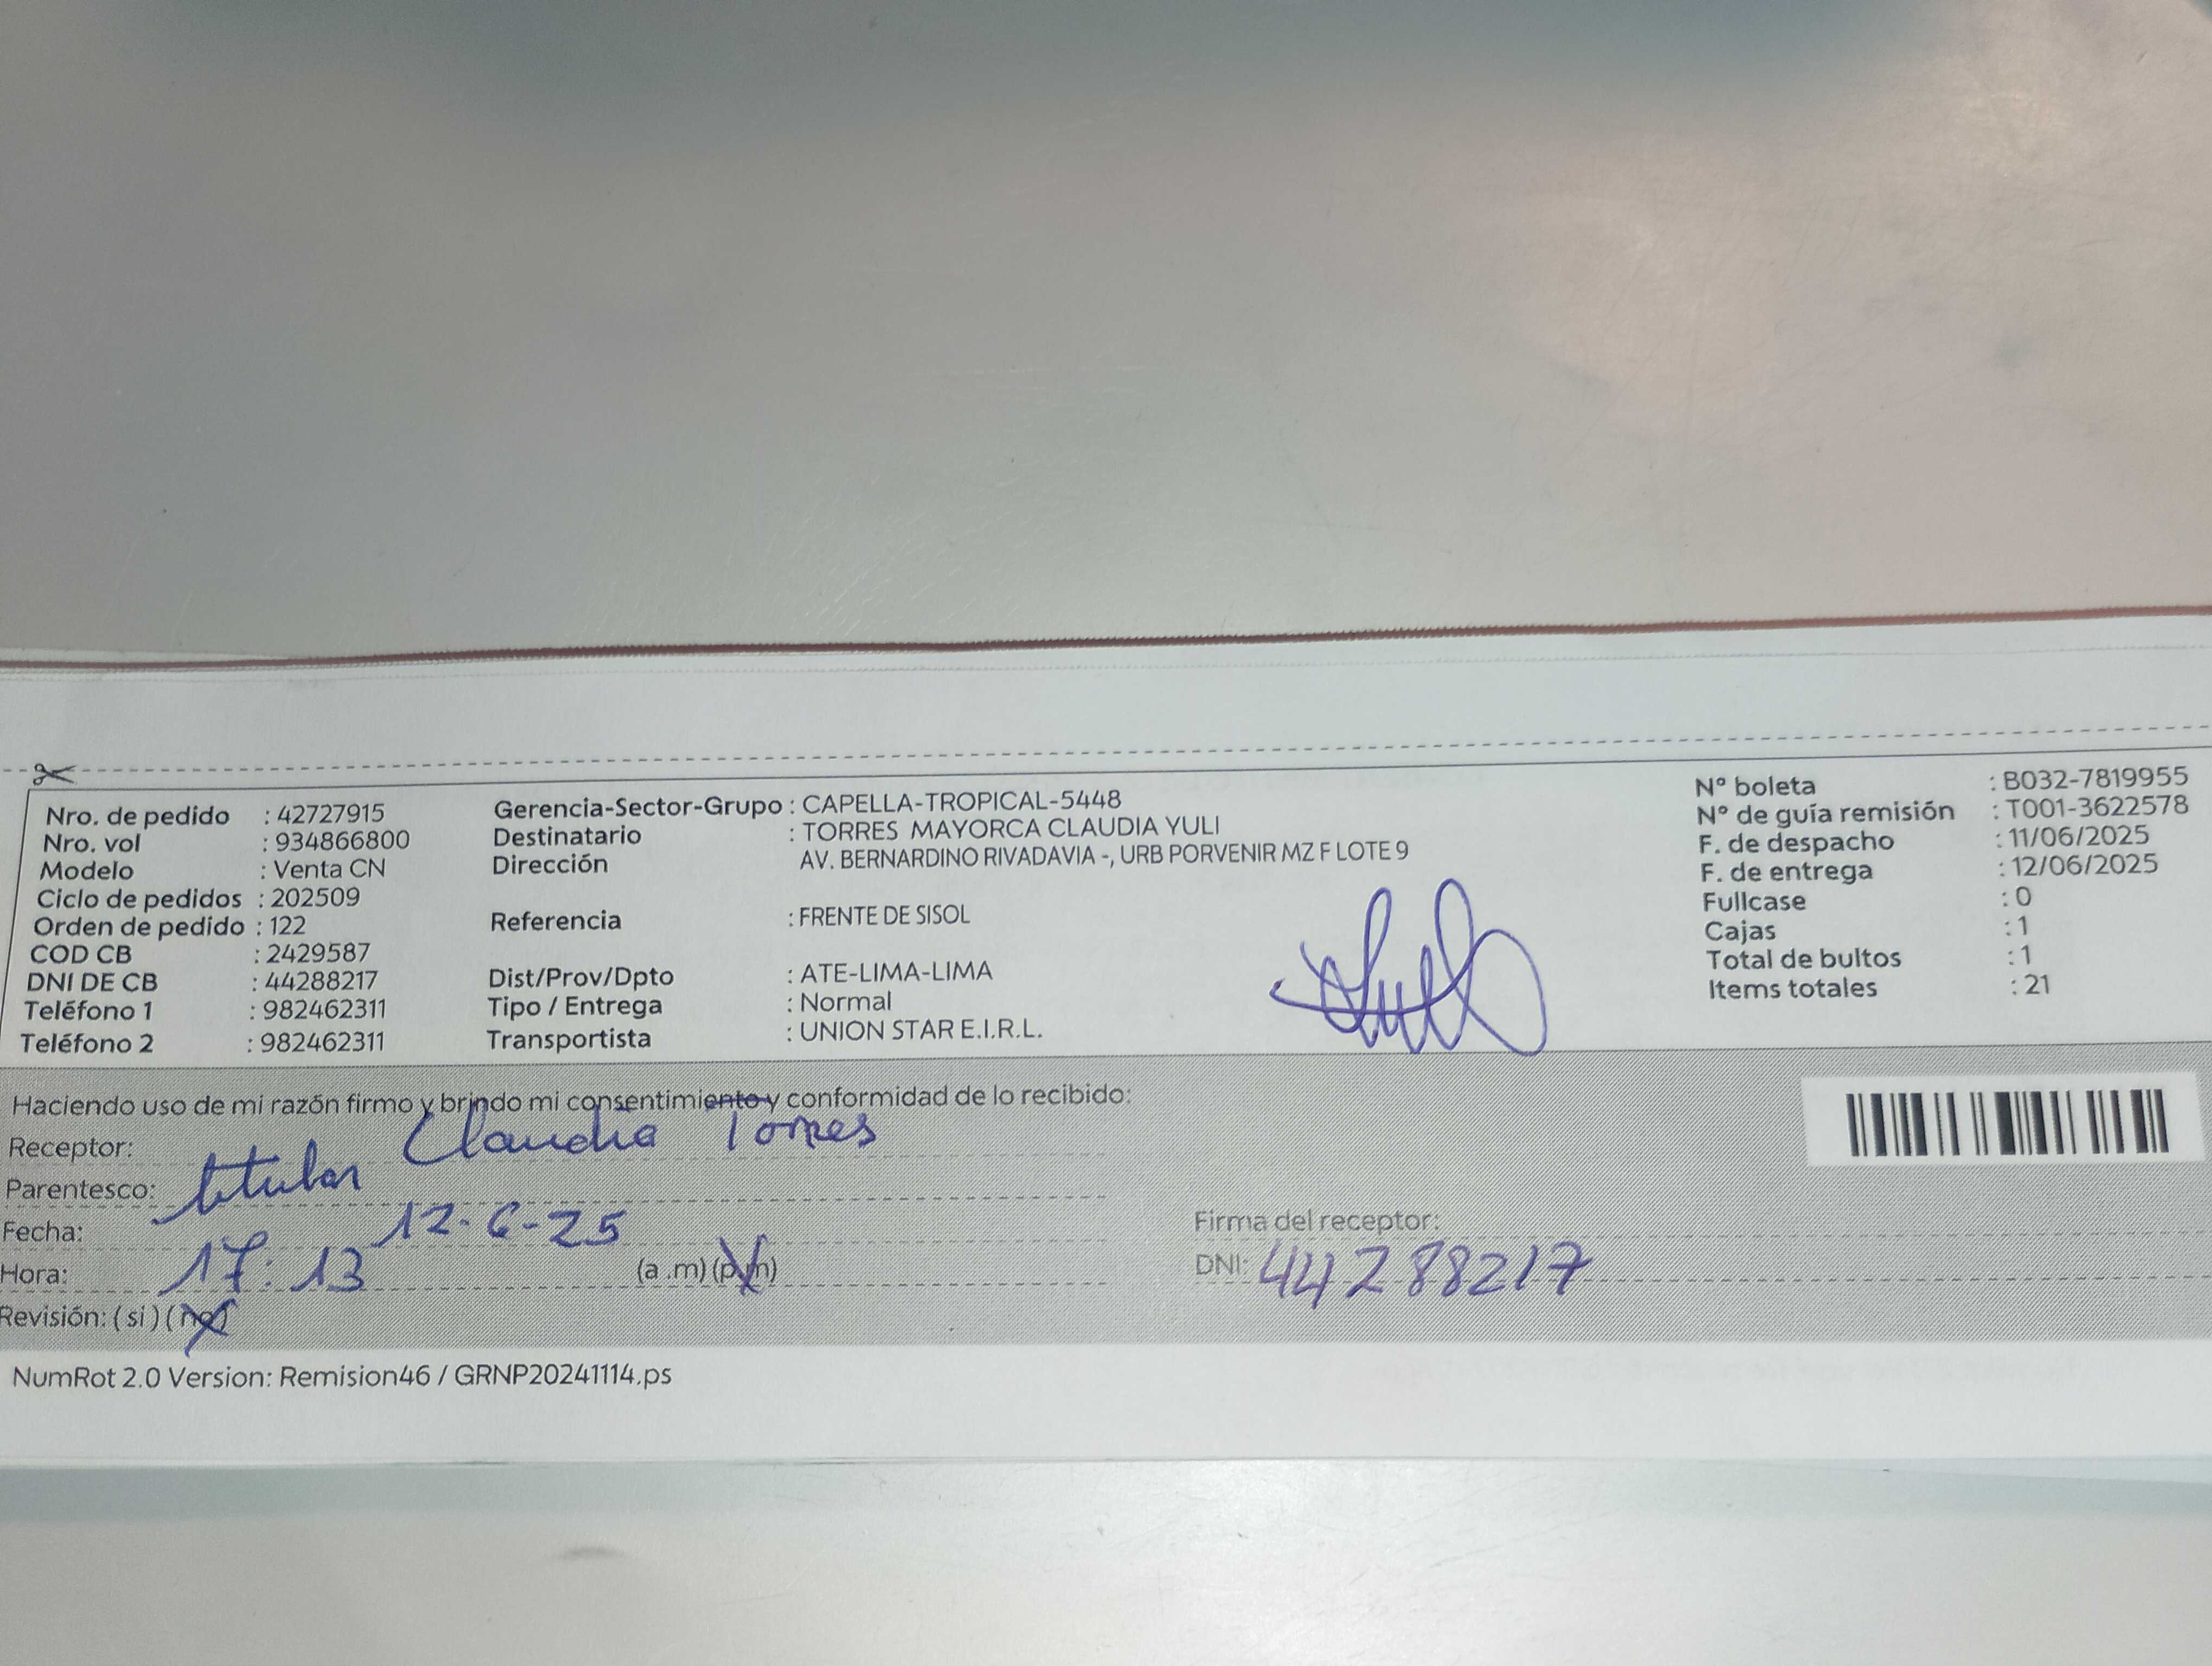 Nro. de pedido : 42727915
Nro. vol : 934866800
Modelo : Venta CN
Ciclo de pedidos : 202509
Orden de pedido : 122
COD CB : 2429587
DNI DE CB : 44288217
Teléfono 1 : 982462311
Teléfono 2 : 982462311
Gerencia-Sector-Grupo : CAPELLA-TROPICAL-5448
Destinatario : TORRES MAYORCA CLAUDIA YULI
Dirección AV. BERNARDINO RIVADAVIA -, URB PORVENIR MZ F LOTE 9
Referencia : FRENTE DE SISOL
Dist/Prov/Dpto : ATE-LIMA-LIMA
Tipo / Entrega : Normal
Transportista : UNION STAR E.I.R.L.
N° boleta : B032-7819955
N° de guía remisión : T001-3622578
F. de despacho : 11/06/2025
F. de entrega : 12/06/2025
Fullcase : 0
Cajas : 1
Total de bultos : 1
Items totales : 21
Haciendo uso de mi razón firmo y brindo mi consentimiento y conformidad de lo recibido:
Receptor: Claudia Torres
Parentesco: titular
Fecha: 12-6-25
Hora: 17:13 (a .m) (p.m)
Revisión: ( si ) ( no )
Firma del receptor:
DNI: 44288217
NumRot 2.0 Version: Remision46 / GRNP20241114.ps